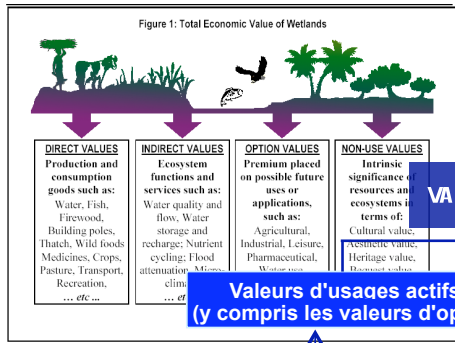 Figure 1: Total Economic Value of Wetlands
DIRECT VALUES
Production and
consumption
goods such as:
Water, Fish,
Firewood,
Building poles,
Thatch, Wild foods
Medicines, Crops,
Pasture, Transport,
Recreation,
… etc …
INDIRECT VALUES
Ecosystem
functions and
services such as:
Water quality and
flow, Water
storage and
recharge; Nutrient
cycling; Flood
attenuation,
OPTION VALUES
Premium placed
on possible future
uses or
applications,
such as:
Agricultural,
Industrial, Leisure,
Pharmaceutical,
Water use
NON-USE VALUES
Intrinsic
significance of
resources and
ecosystems in
terms of:
Cultural value,
Aesthetic value,
Heritage value,
Bequest value
VA
Valeurs d'usages actifs
(y compris les valeurs d'op